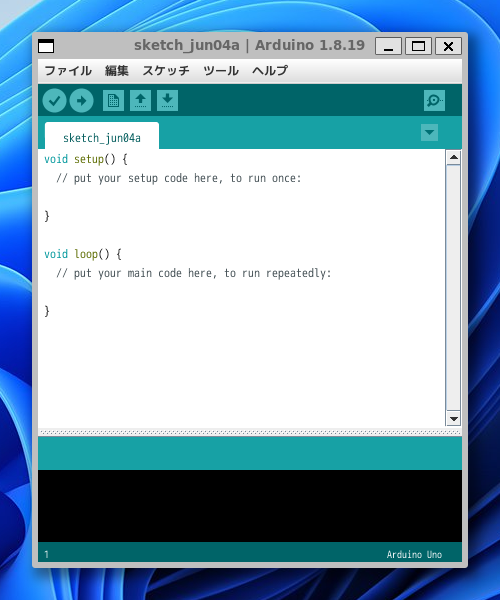 sketch_jun04a | Arduino 1.8.19
ファイル 編集 スケッチ ツール ヘルプ
sketch_jun04a
void setup() {
  // put your setup code here, to run once:
}
void loop() {
  // put your main code here, to run repeatedly:
}
1 Arduino Uno